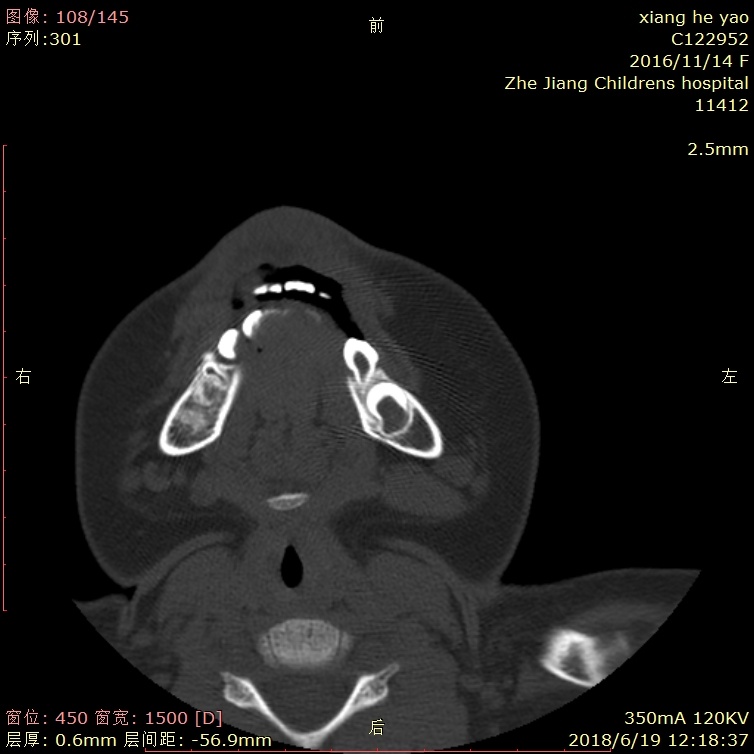 图像: 108/145
序列:301
前
xiang he yao
C122952
2016/11/14 F
Zhe Jiang Childrens hospital
11412
2.5mm
右
左
窗位: 450 窗宽: 1500 [D]
层厚: 0.6mm 层间距: -56.9mm
后
350mA 120KV
2018/6/19 12:18:37